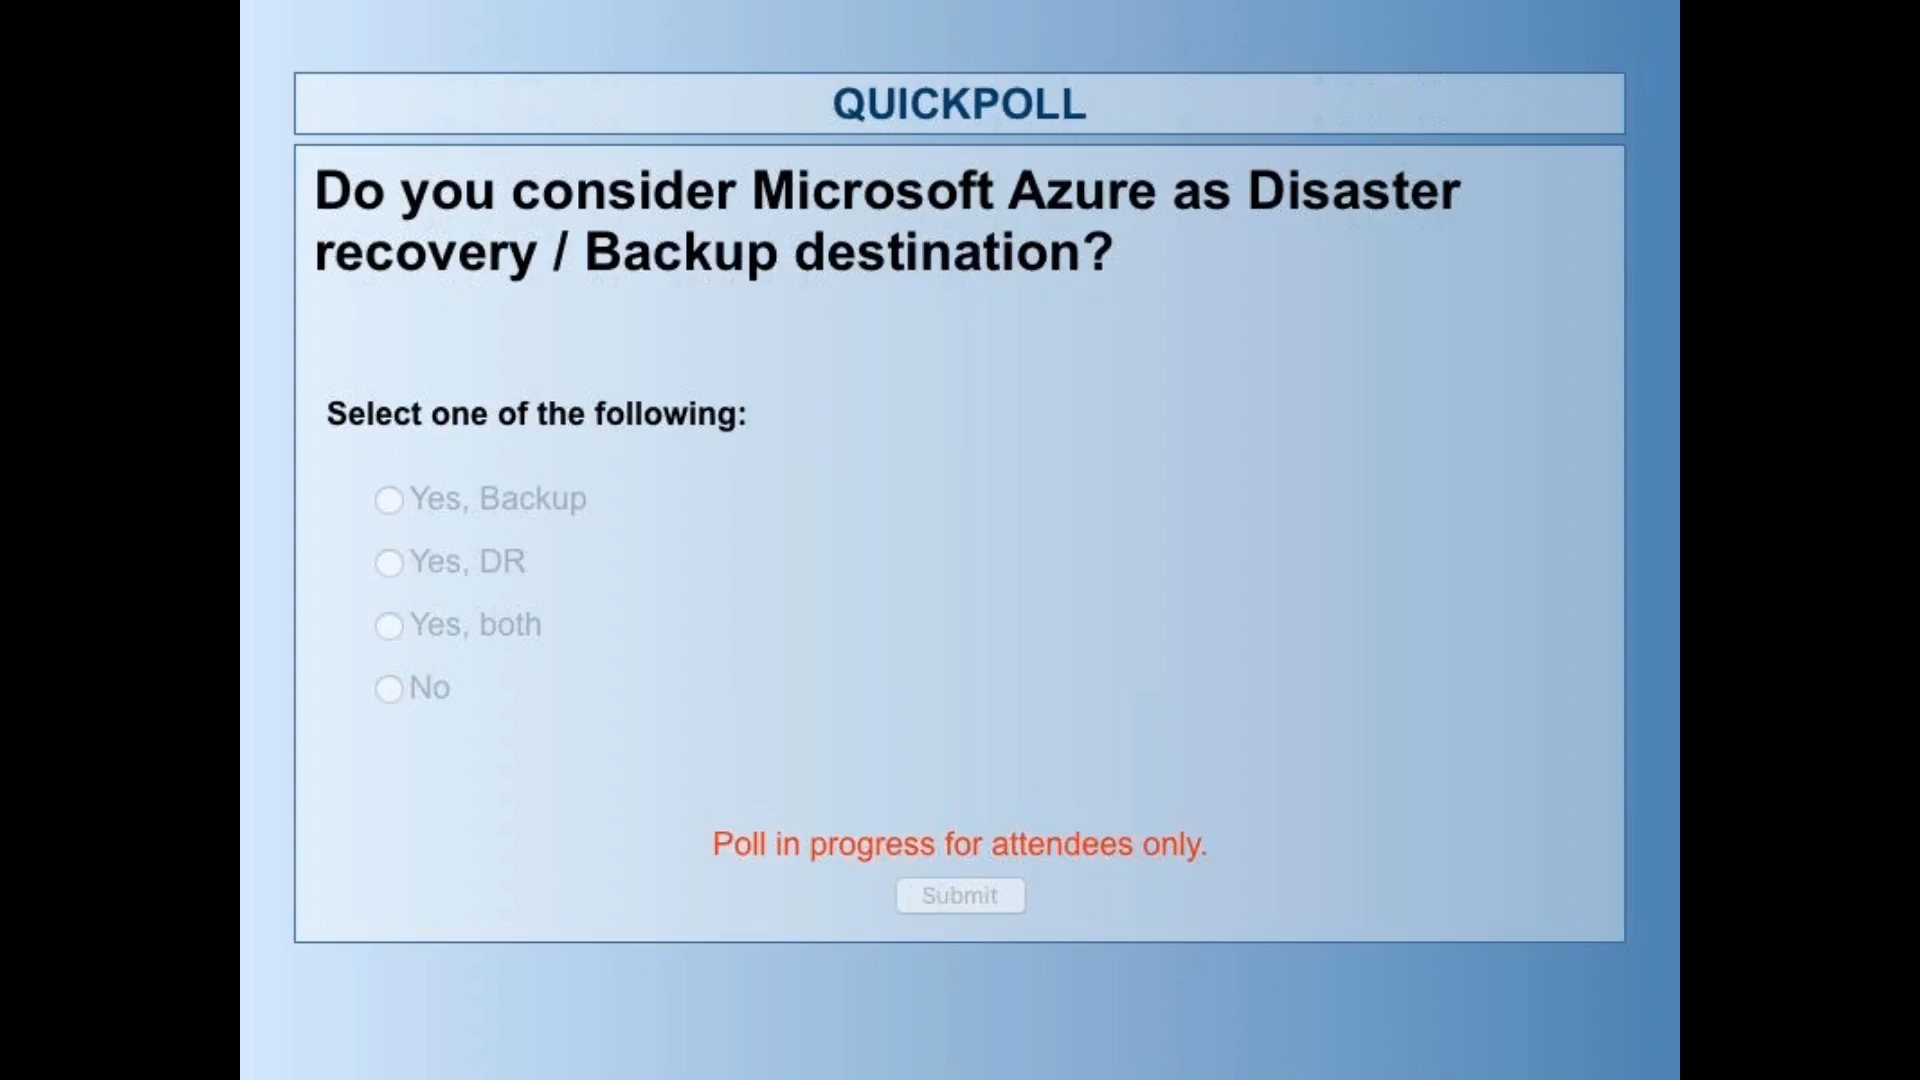 QUICKPOLL
Do you consider Microsoft Azure as Disaster
recovery / Backup destination?
Select one of the following:
Yes, Backup
Yes, DR
Yes, both
No
Poll in progress for attendees only.
Submit